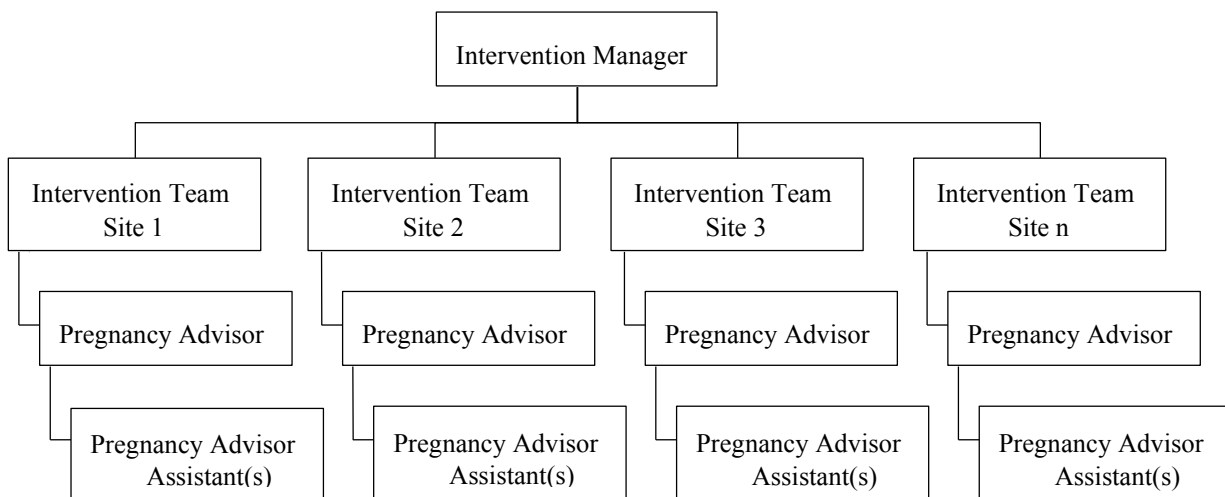 Intervention Manager
Intervention Team
Site 1
Intervention Team
Site 2
Intervention Team
Site 3
Intervention Team
Site n
Pregnancy Advisor
Pregnancy Advisor
Pregnancy Advisor
Pregnancy Advisor
Pregnancy Advisor
Assistant(s)
Pregnancy Advisor
Assistant(s)
Pregnancy Advisor
Assistant(s)
Pregnancy Advisor
Assistant(s)